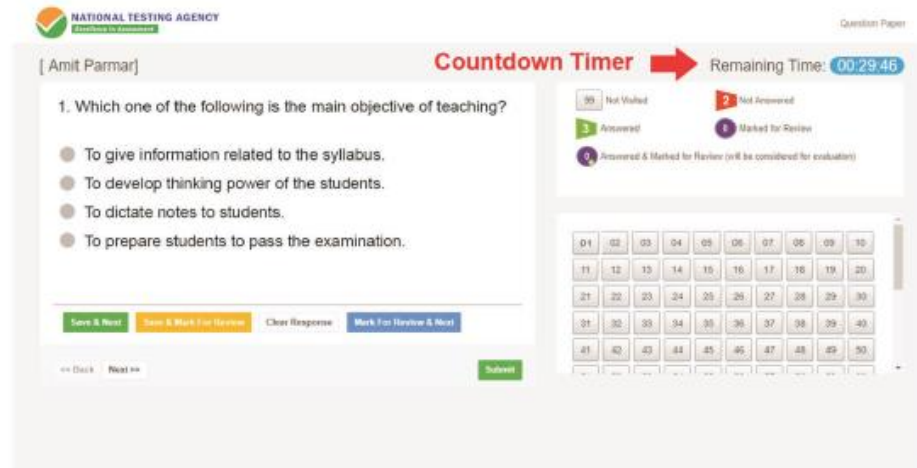 NATIONAL TESTING AGENCY
Excellence in Assessment
Question Paper
[ Amit Parmar]
Countdown Timer
Remaining Time: 00:29:46
1. Which one of the following is the main objective of teaching?
To give information related to the syllabus.
To develop thinking power of the students.
To dictate notes to students.
To prepare students to pass the examination.
Save & Next Save & Mark For Review Clear Response Mark For Review & Next
<< Back Next >> Submit
99 Not Visited 2 Not Answered
3 Answered Marked for Review
Answered & Marked for Review (will be considered for evaluation)
01 02 03 04 05 06 07 08 09 10
11 12 13 14 15 16 17 18 19 20
21 22 23 24 25 26 27 28 29 30
31 32 33 34 35 36 37 38 39 40
41 42 43 44 45 46 47 48 49 50